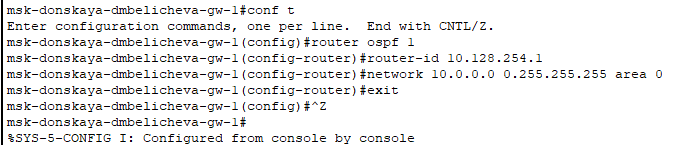 msk-donskaya-dmbelicheva-gw-1#conf t
Enter configuration commands, one per line.  End with CNTL/Z.
msk-donskaya-dmbelicheva-gw-1(config)#router ospf 1
msk-donskaya-dmbelicheva-gw-1(config-router)#router-id 10.128.254.1
msk-donskaya-dmbelicheva-gw-1(config-router)#network 10.0.0.0 0.255.255.255 area 0
msk-donskaya-dmbelicheva-gw-1(config-router)#exit
msk-donskaya-dmbelicheva-gw-1(config)#^Z
msk-donskaya-dmbelicheva-gw-1#
%SYS-5-CONFIG_I: Configured from console by console